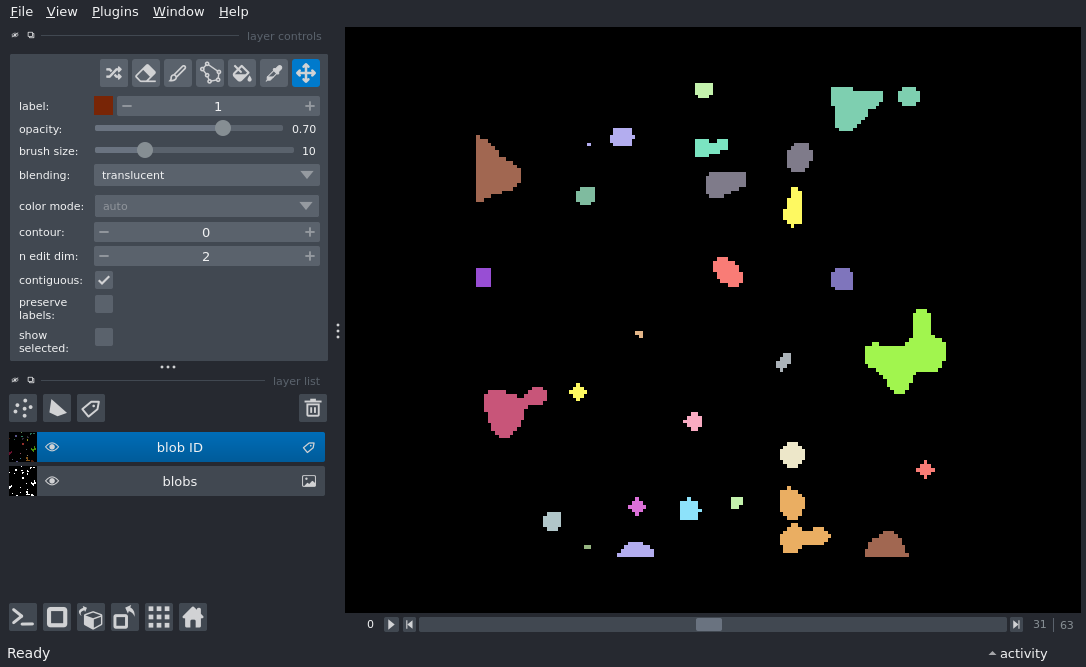 File View Plugins Window Help
layer controls
label: 1
opacity: 0.70
brush size: 10
blending: translucent
color mode: auto
contour: 0
n edit dim: 2
contiguous:
preserve
labels:
show
selected:
layer list
blob ID
blobs
0 31 | 63
Ready activity